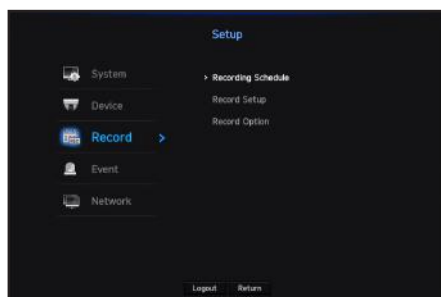 Setup
System
Device
Record >
Event
Network
> Recording Schedule
Record Setup
Record Option
Logout Return